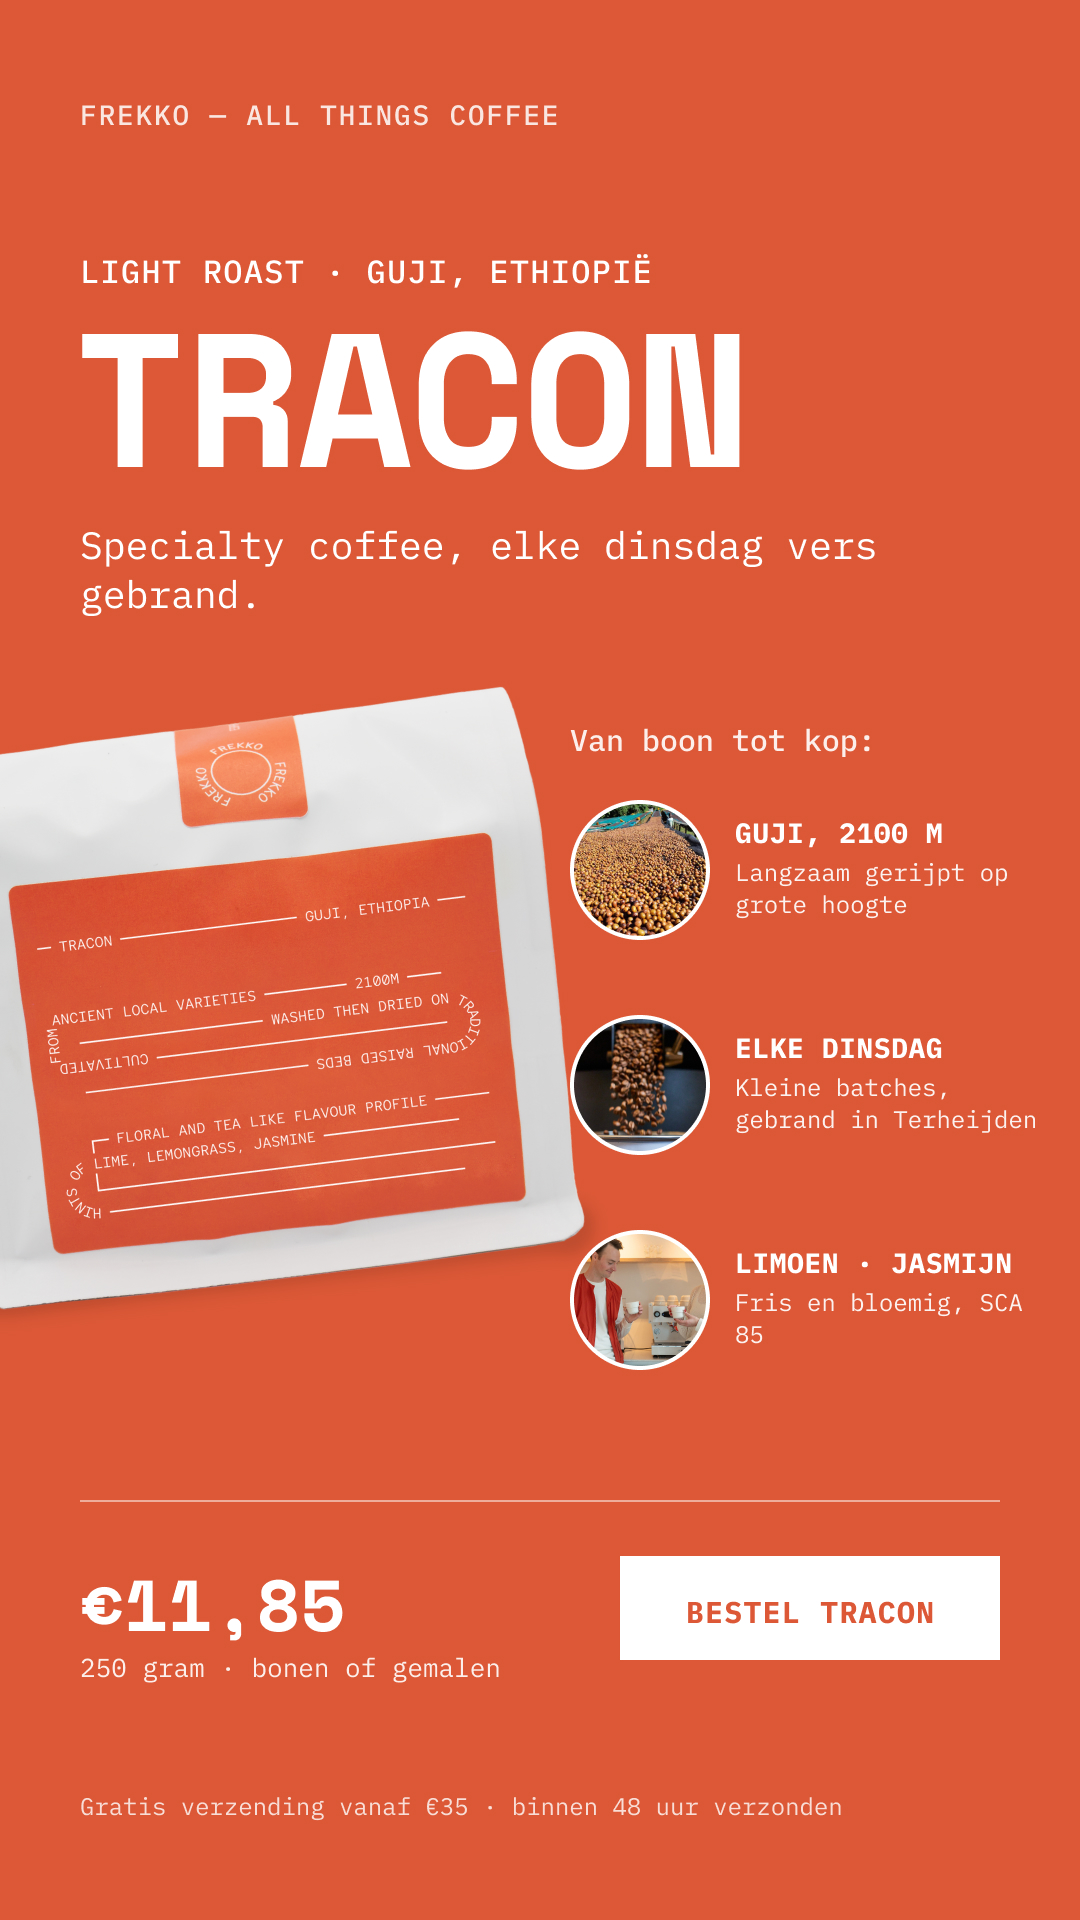 FREKKO — ALL THINGS COFFEE
LIGHT ROAST · GUJI, ETHIOPIË
TRACON
Specialty coffee, elke dinsdag vers
gebrand.
FREKKO
FREKKO
FREKKO
TRACON
GUJI, ETHIOPIA
2100M
FROM ANCIENT LOCAL VARIETIES
WASHED THEN DRIED ON TRADITIONAL RAISED BEDS
CULTIVATED
FLORAL AND TEA LIKE FLAVOUR PROFILE
HINTS OF LIME, LEMONGRASS, JASMINE
Van boon tot kop:
GUJI, 2100 M
Langzaam gerijpt op
grote hoogte
ELKE DINSDAG
Kleine batches,
gebrand in Terheijden
LIMOEN · JASMIJN
Fris en bloemig, SCA
85
€11,85
250 gram · bonen of gemalen
BESTEL TRACON
Gratis verzending vanaf €35 · binnen 48 uur verzonden